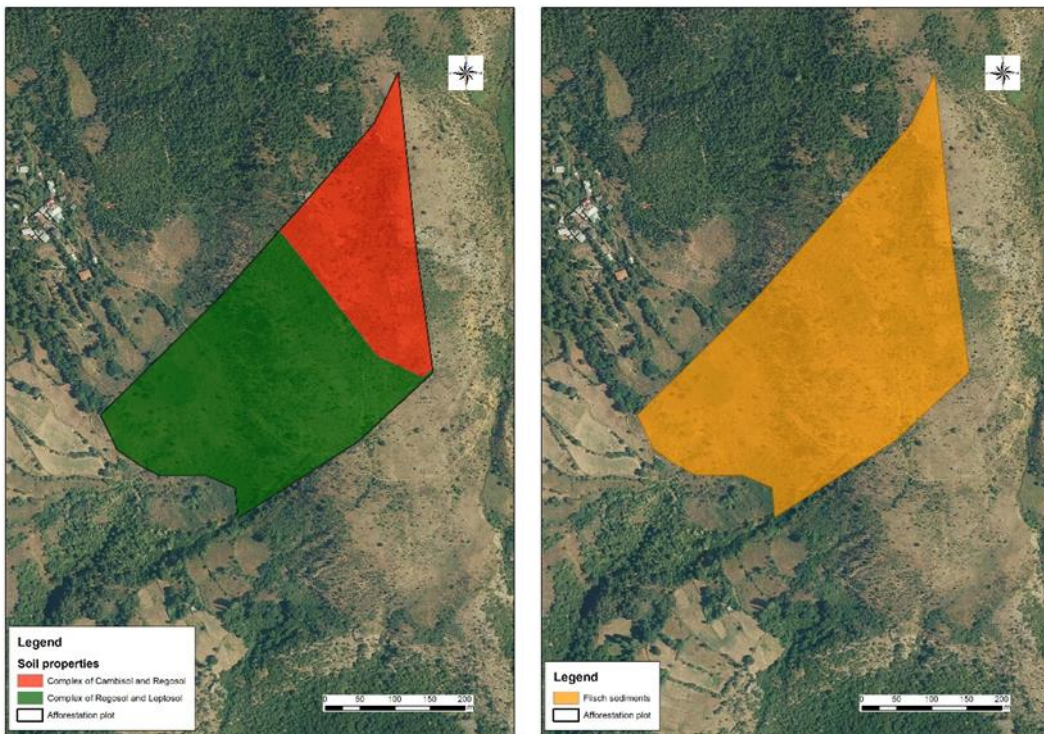 Legend
Soil properties
Complex of Cambisol and Regosol
Complex of Regosol and Leptosol
Afforestation plot
0 50 100 150 200
Legend
Flisch sediments
Afforestation plot
0 50 100 150 200